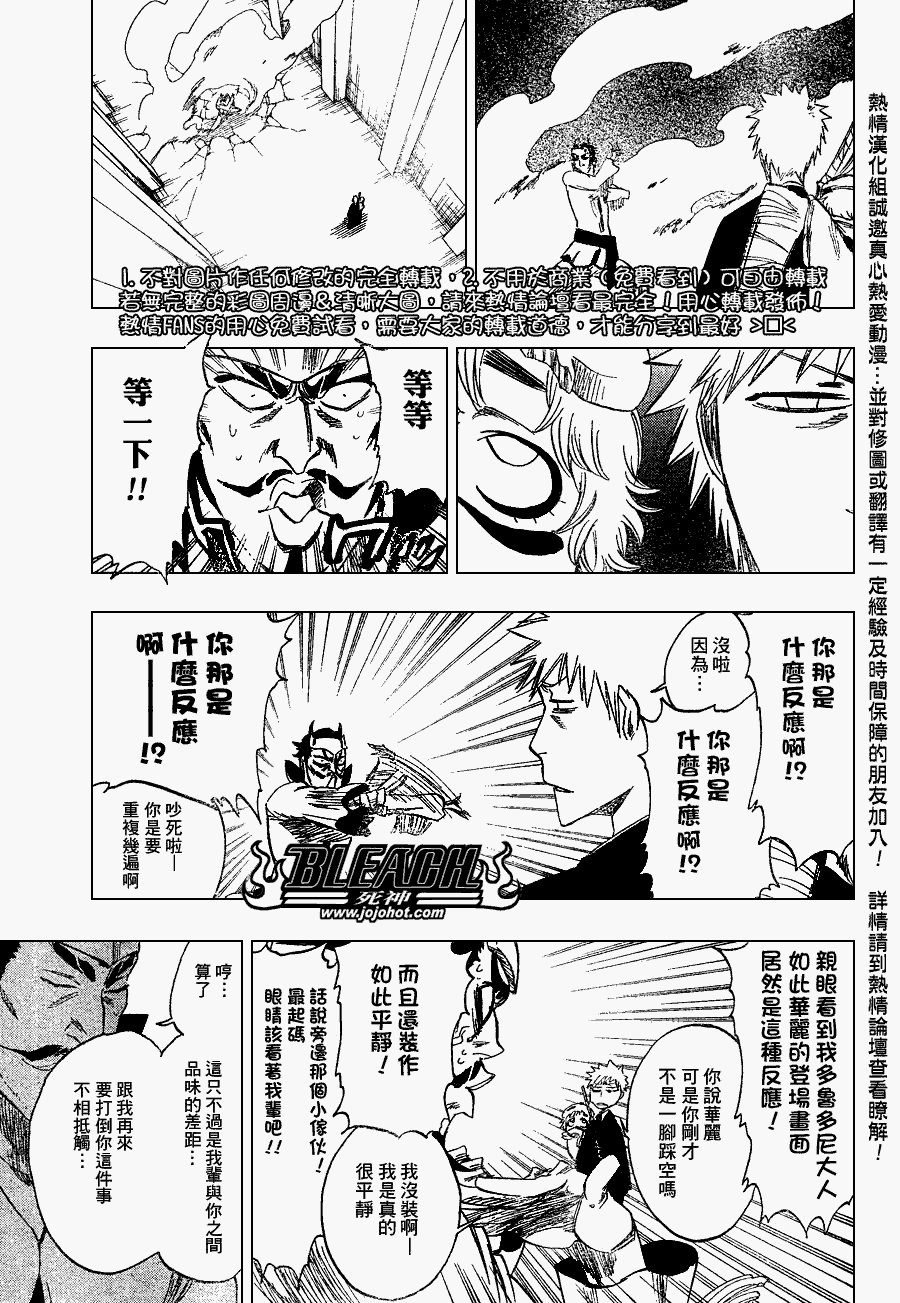 熱情漢化組誠邀真心熱愛動漫…並對修圖或翻譯有一定經驗及時間保障的朋友加入！ 詳情請到熱情論壇查看瞭解！
1. 不對圖片作任何修改的完全轉載，2. 不用於商業（免費看到）可自由轉載
若無完整的彩圖周漫&清晰大圖，請來熱情論壇看最完全！用心轉載發佈！
熱情FANS的用心免費試看，需要大家的轉載道德，才能分享到最好 >口<
等等
等一下!!
你那是
什麼反應啊!?
沒啦
因為…
你那是
什麼反應啊!?
你那是
什麼反應
啊——!?
吵死啦—
你是要
重複幾遍啊
BLEACH
死神
www.jojohot.com
親眼看到我多魯多尼大人
如此華麗的登場畫面
居然是這種反應！
你說華麗
可是你剛才
不是一腳踩空嗎
而且還裝作
如此平靜！
我沒裝啊—
我是真的
很平靜
話說旁邊那個小傢伙！
最起碼
眼睛該看著我輩吧!!
哼…
算了
這只不過是我輩與你之間
品味的差距…
跟我再來
要打倒你這件事
不相抵觸…